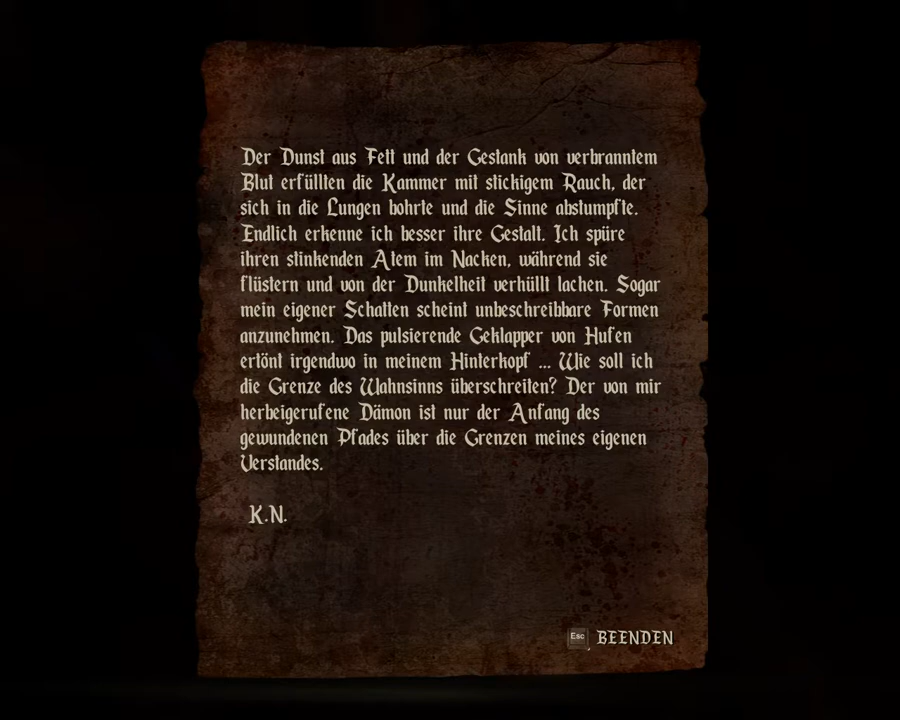 Der Dunst aus Fett und der Gestank von verbranntem
Blut erfüllten die Kammer mit stickigem Rauch, der
sich in die Lungen bohrte und die Sinne abstumpfte.
Endlich erkenne ich besser ihre Gestalt. Ich spüre
ihren stinkenden Atem im Nacken, während sie
flüstern und von der Dunkelheit verhüllt lachen. Sogar
mein eigener Schatten scheint unbeschreibbare Formen
anzunehmen. Das pulsierende Geklapper von Hufen
ertönt irgendwo in meinem Hinterkopf ... Wie soll ich
die Grenze des Wahnsinns überschreiten? Der von mir
herbeigerufene Dämon ist nur der Anfang des
gewundenen Pfades über die Grenzen meines eigenen
Verstandes.
K.N.
Esc BEENDEN